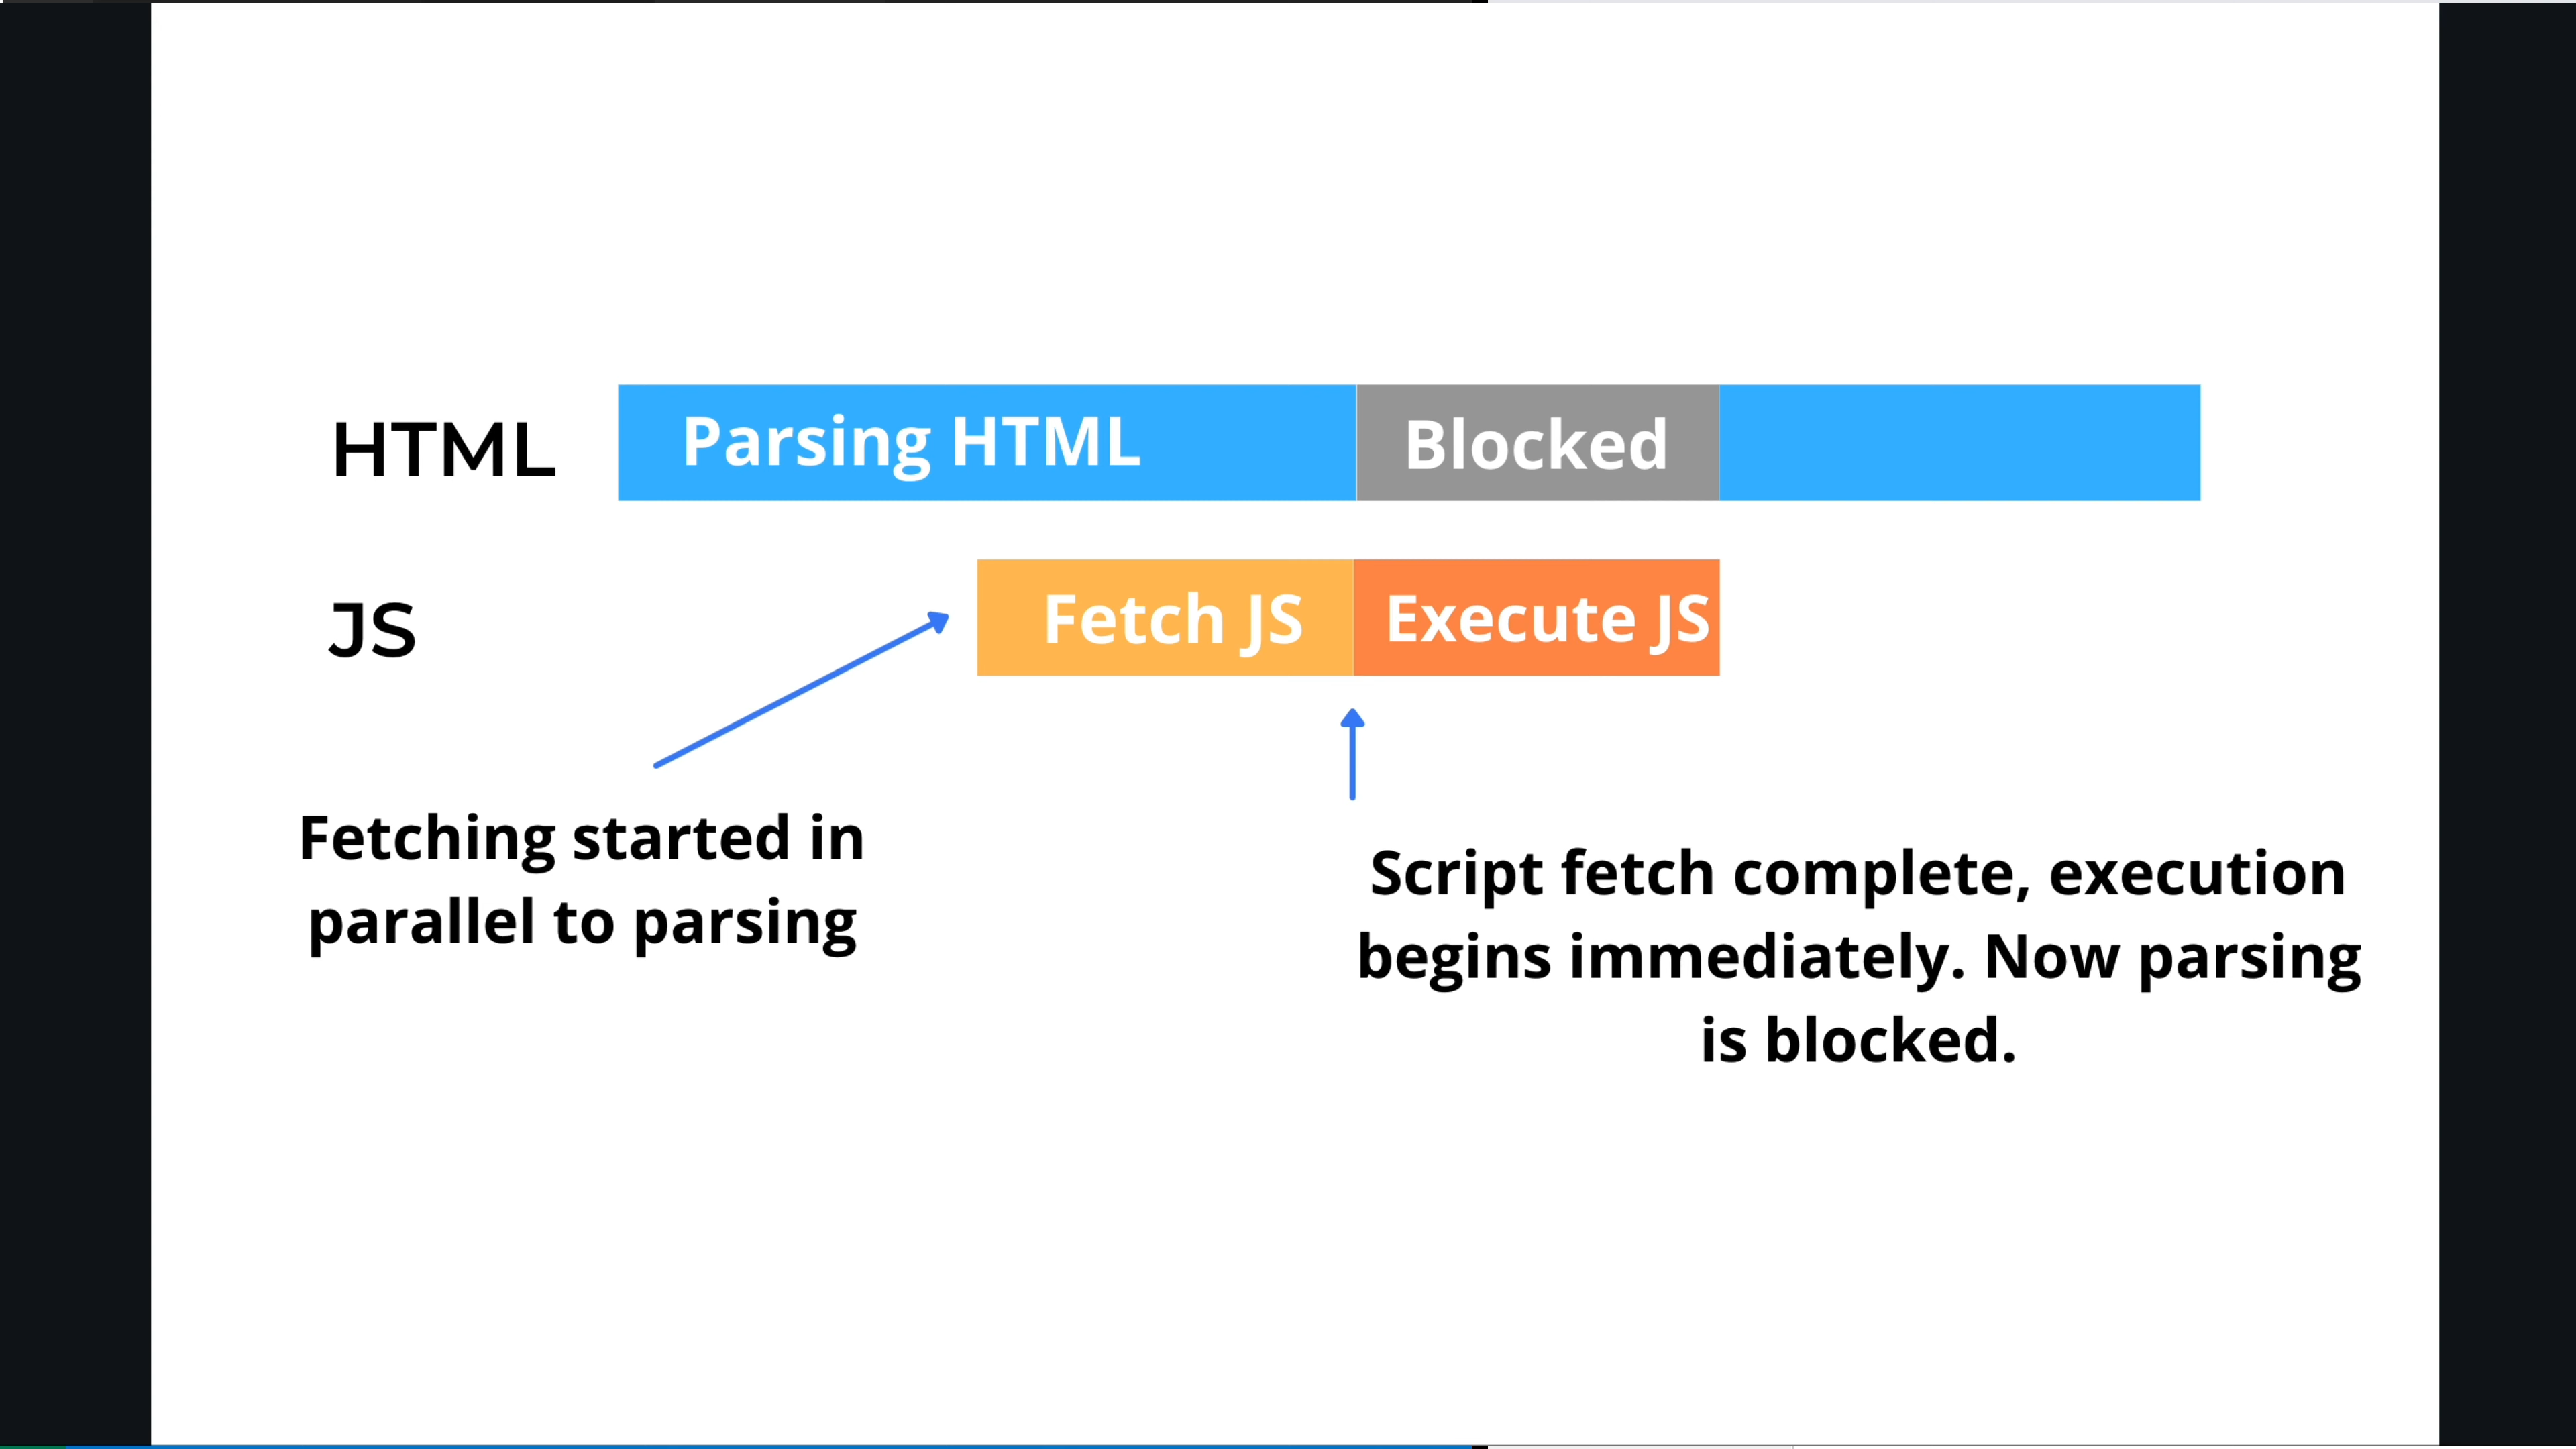 HTML
Parsing HTML
Blocked
JS
Fetch JS
Execute JS
Fetching started in
parallel to parsing
Script fetch complete, execution
begins immediately. Now parsing
is blocked.